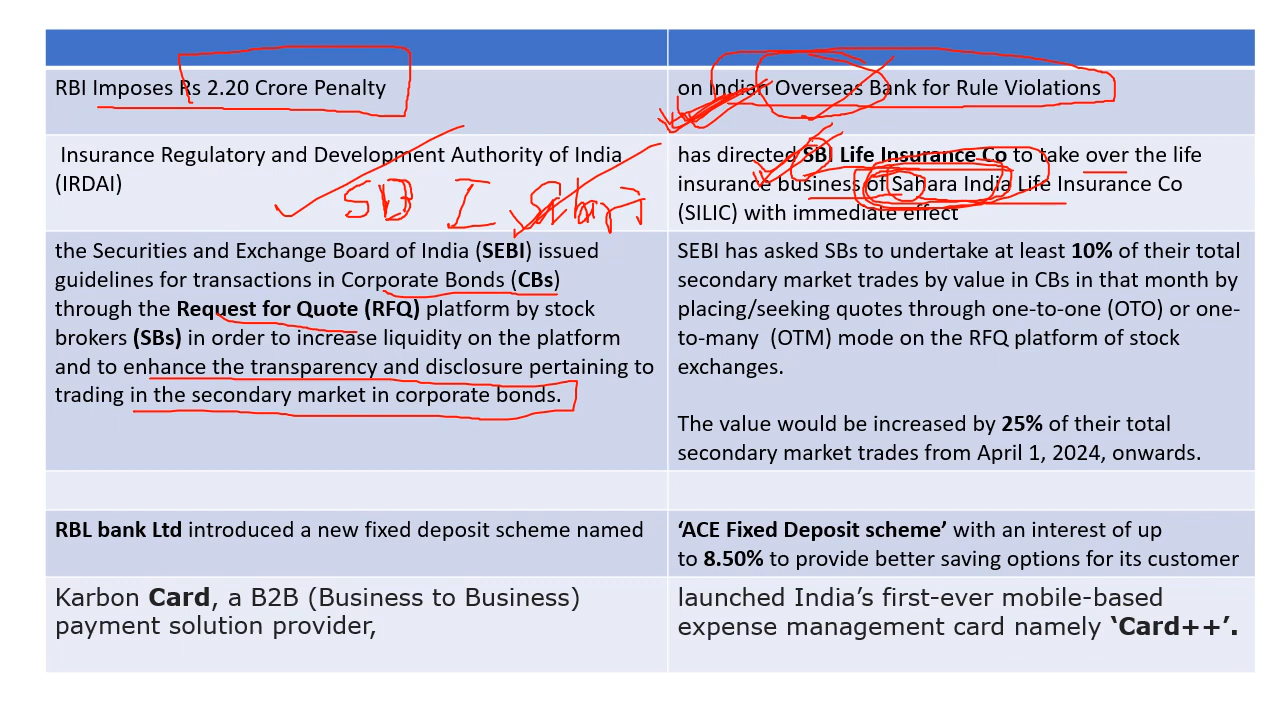 RBI Imposes Rs 2.20 Crore Penalty
on Indian Overseas Bank for Rule Violations
Insurance Regulatory and Development Authority of India
(IRDAI)
SB I
has directed SBI Life Insurance Co to take over the life
insurance business of Sahara India Life Insurance Co
(SILIC) with immediate effect
the Securities and Exchange Board of India (SEBI) issued
guidelines for transactions in Corporate Bonds (CBs)
through the Request for Quote (RFQ) platform by stock
brokers (SBs) in order to increase liquidity on the platform
and to enhance the transparency and disclosure pertaining to
trading in the secondary market in corporate bonds.
SEBI has asked SBs to undertake at least 10% of their total
secondary market trades by value in CBs in that month by
placing/seeking quotes through one-to-one (OTO) or one-
to-many (OTM) mode on the RFQ platform of stock
exchanges.
The value would be increased by 25% of their total
secondary market trades from April 1, 2024, onwards.
RBL bank Ltd introduced a new fixed deposit scheme named
‘ACE Fixed Deposit scheme’ with an interest of up
to 8.50% to provide better saving options for its customer
Karbon Card, a B2B (Business to Business)
payment solution provider,
launched India’s first-ever mobile-based
expense management card namely ‘Card++’.